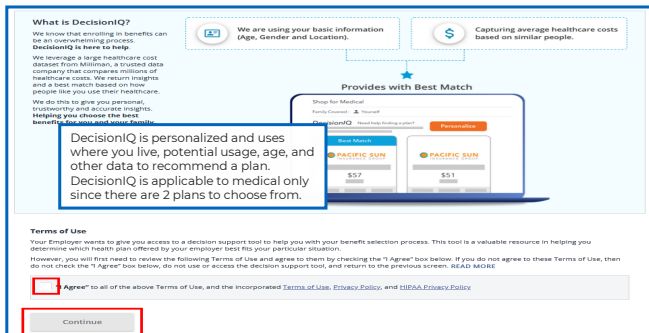 What is DecisionIQ?
We know that enrolling in benefits can
be an overwhelming process.
DecisionIQ is here to help.
We leverage a large healthcare cost
dataset from Milliman, a trusted data
company that compares millions of
healthcare costs. We return insights
and a best match based on how
people like you use their healthcare.
We do this to give you personal,
trustworthy and accurate insights.
Helping you choose the best
benefits for you and your family.
We are using your basic information
(Age, Gender and Location).
$
Capturing average healthcare costs
based on similar people.
Provides with Best Match
Shop for Medical
Family Covered: Yourself
DecisionIQ Need help finding a plan?
Personalize
Best Match
PACIFIC SUN
INSURANCE GROUP
$57
PACIFIC SUN
INSURANCE GROUP
$51
DecisionIQ is personalized and uses
where you live, potential usage, age, and
other data to recommend a plan.
DecisionIQ is applicable to medical only
since there are 2 plans to choose from.
Terms of Use
Your Employer wants to give you access to a decision support tool to help you with your benefit selection process. This tool is a valuable resource in helping you
determine which health plan offered by your employer best fits your particular situation.
However, you will first need to review the following Terms of Use and agree to them by checking the "I Agree" box below. If you do not agree to these Terms of Use, then
do not check the "I Agree" box below, do not use or access the decision support tool, and return to the previous screen. READ MORE
"I Agree" to all of the above Terms of Use, and the incorporated Terms of Use, Privacy Policy, and HIPAA Privacy Policy
Continue